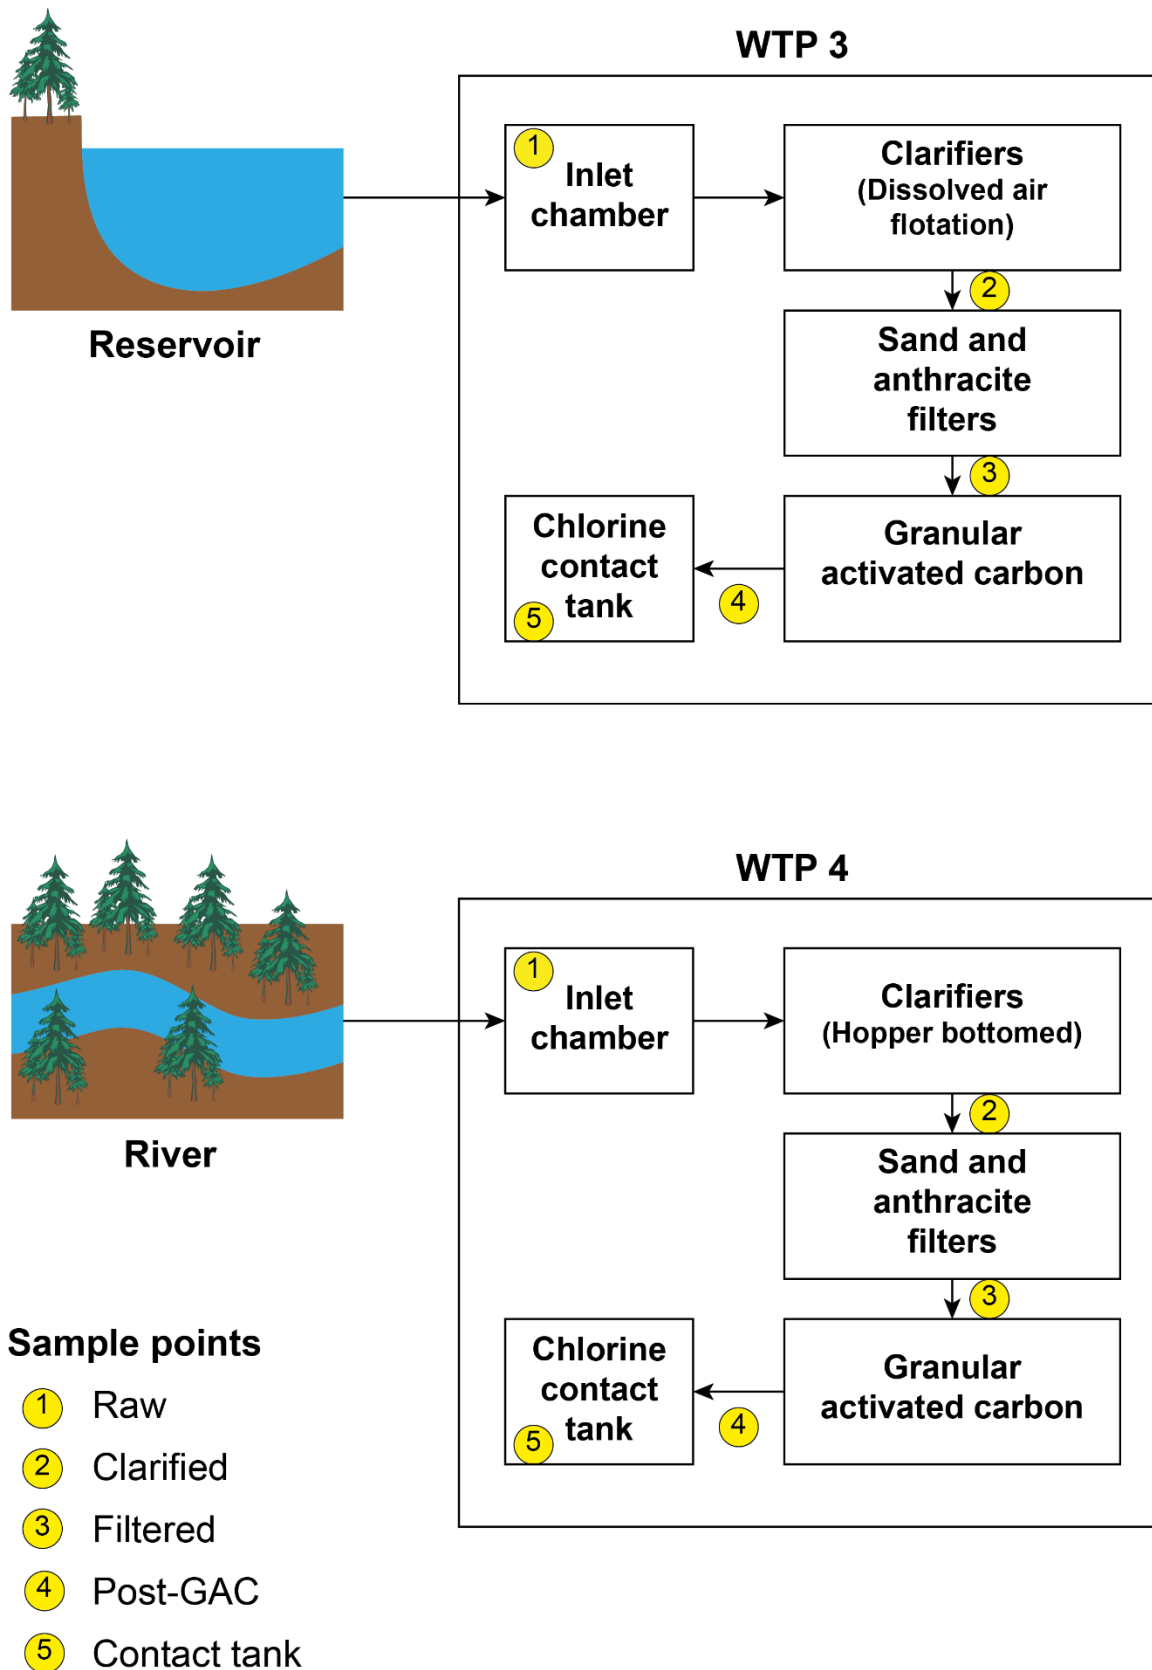 WTP 3
1
Inlet
chamber
Clarifiers
(Dissolved air
flotation)
2
Sand and
anthracite
filters
3
Granular
activated carbon
4
Chlorine
contact
tank
5
Reservoir
WTP 4
1
Inlet
chamber
Clarifiers
(Hopper bottomed)
2
Sand and
anthracite
filters
3
Granular
activated carbon
4
Chlorine
contact
tank
5
River
Sample points
1 Raw
2 Clarified
3 Filtered
4 Post-GAC
5 Contact tank